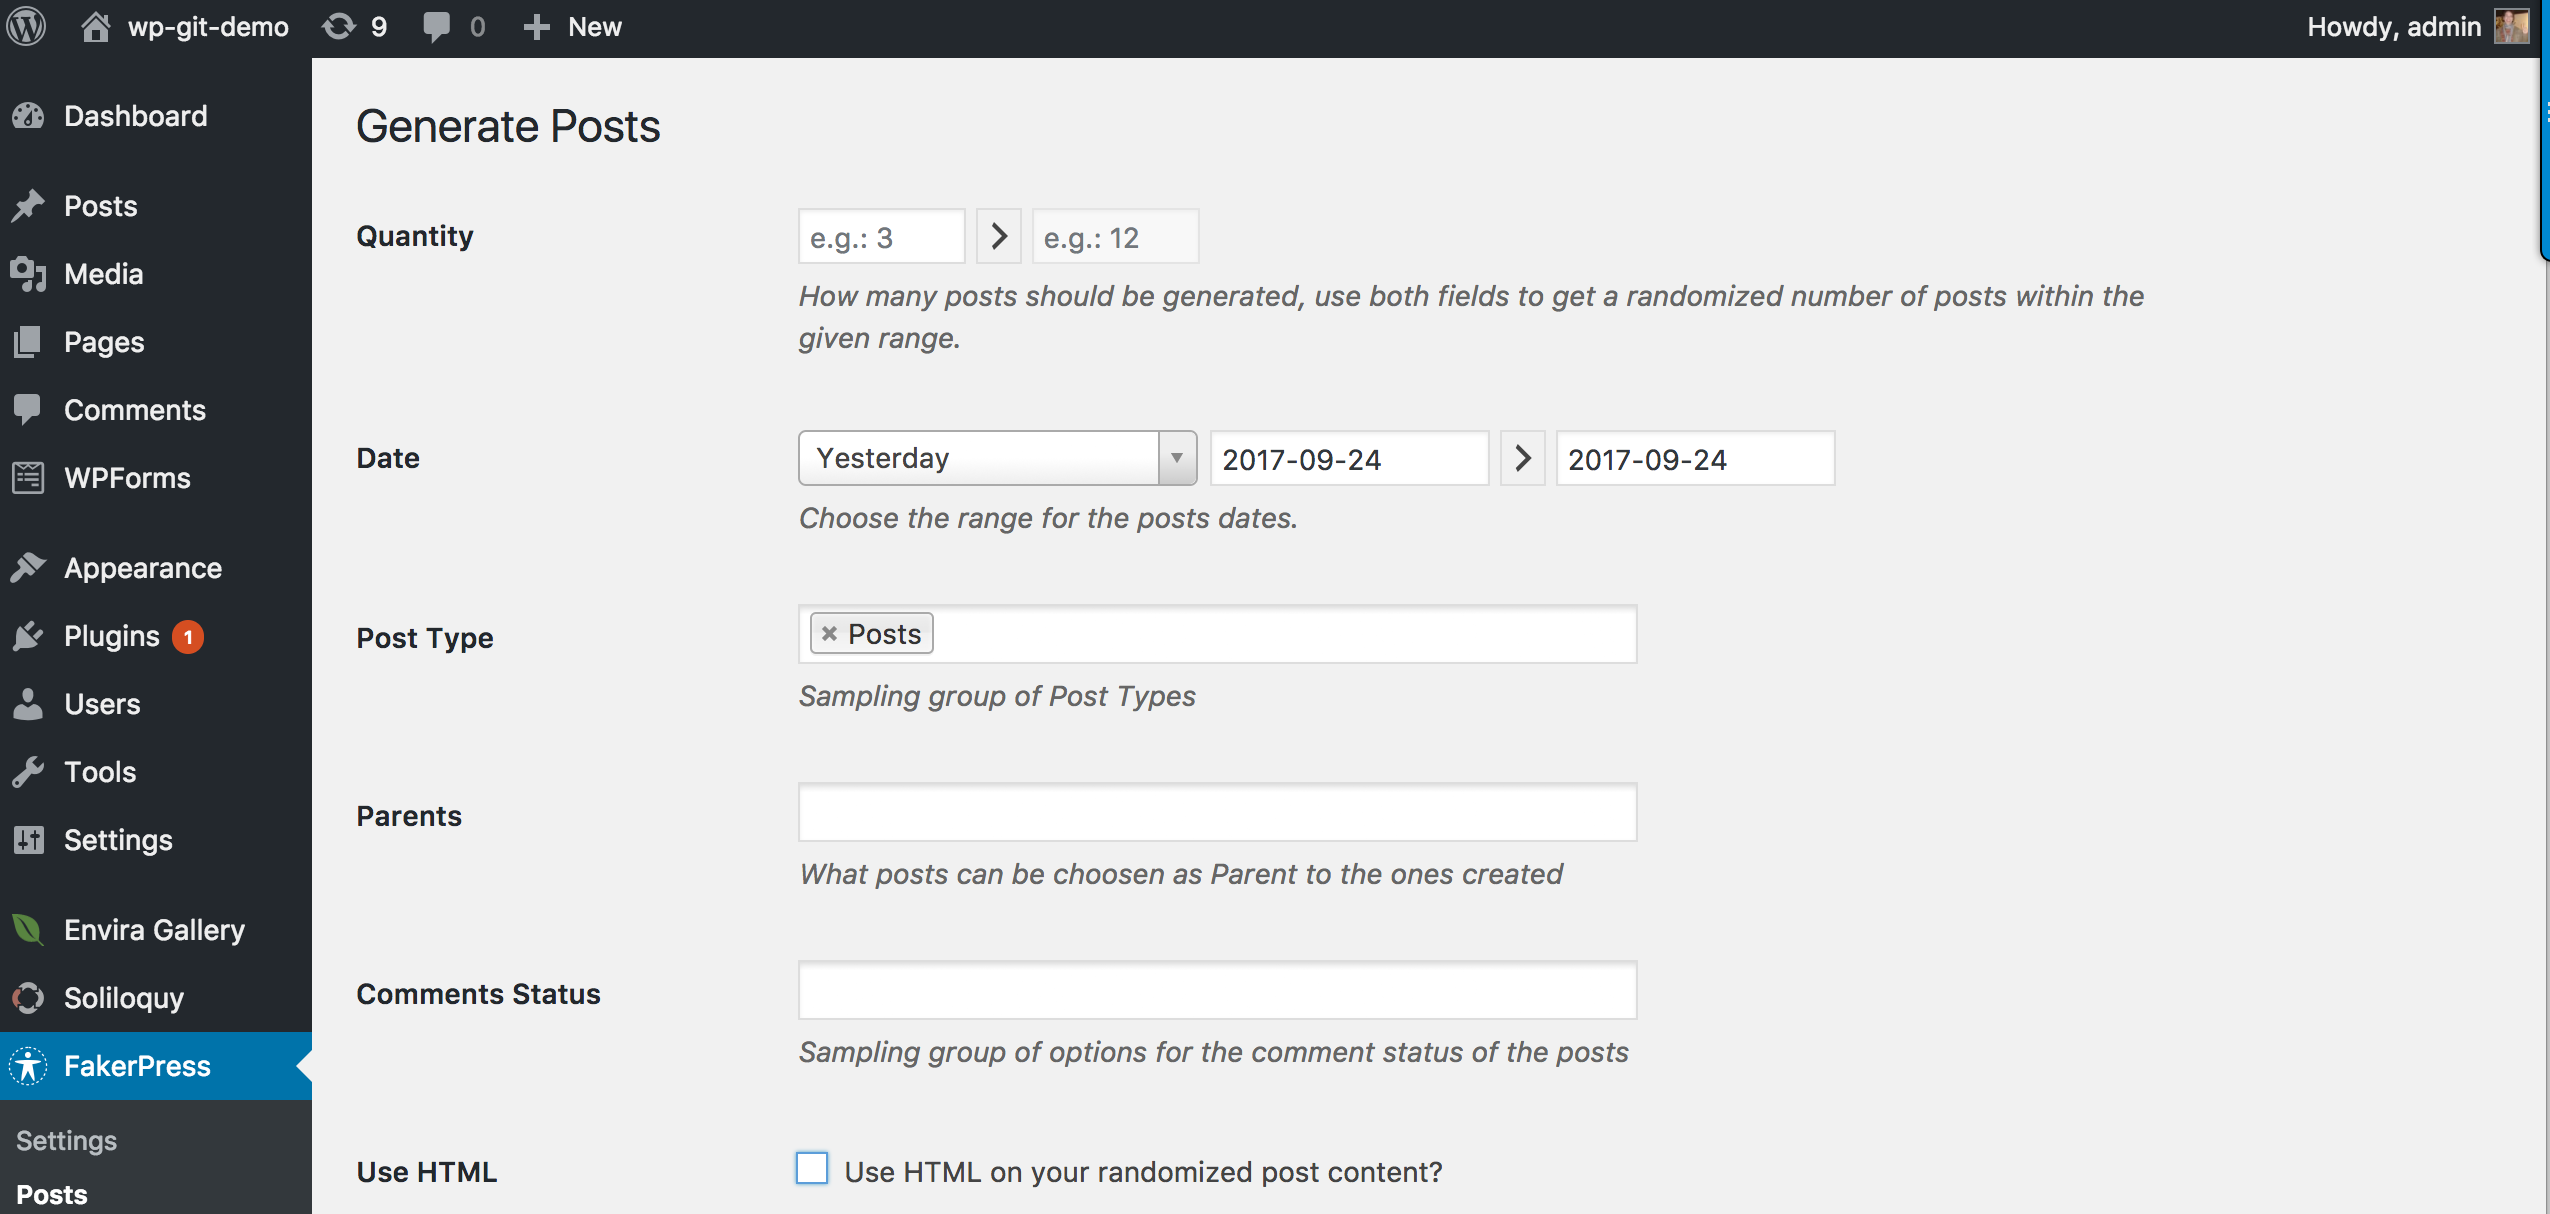 wp-git-demo 9 0 New Howdy, admin
Dashboard
Posts
Media
Pages
Comments
WPForms
Appearance
Plugins 1
Users
Tools
Settings
Envira Gallery
Soliloquy
FakerPress
Settings
Posts
Generate Posts
Quantity
e.g.: 3 e.g.: 12
How many posts should be generated, use both fields to get a randomized number of posts within the
given range.
Date
Yesterday 2017-09-24 2017-09-24
Choose the range for the posts dates.
Post Type
× Posts
Sampling group of Post Types
Parents
What posts can be choosen as Parent to the ones created
Comments Status
Sampling group of options for the comment status of the posts
Use HTML
Use HTML on your randomized post content?